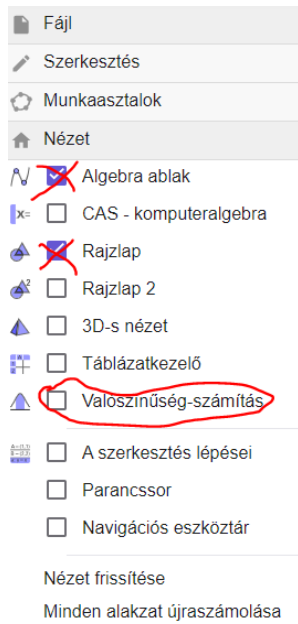 Fájl
Szerkesztés
Munkaasztalok
Nézet
Algebra ablak
x= CAS - komputeralgebra
Rajzlap
2 Rajzlap 2
3D-s nézet
Táblázatkezelő
Valószínűség-számítás
A szerkesztés lépései
Parancssor
Navigációs eszköztár
Nézet frissítése
Minden alakzat újraszámolása